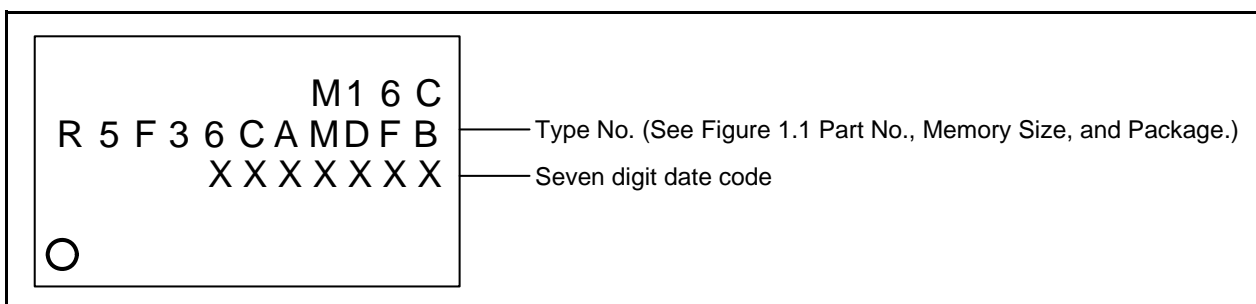 M16C
R5F36CAMDFB Type No. (See Figure 1.1 Part No., Memory Size, and Package.)
XXXXXXX Seven digit date code